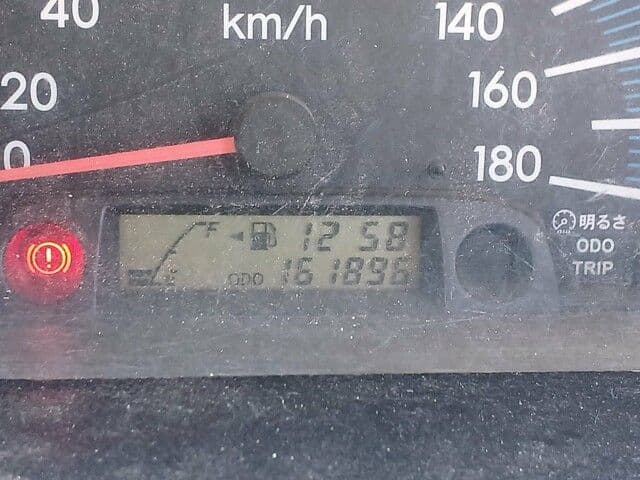 40 km/h 140
20 160
0 180
F 12 58 明るさ
E ODO 161896 ODO
TRIP